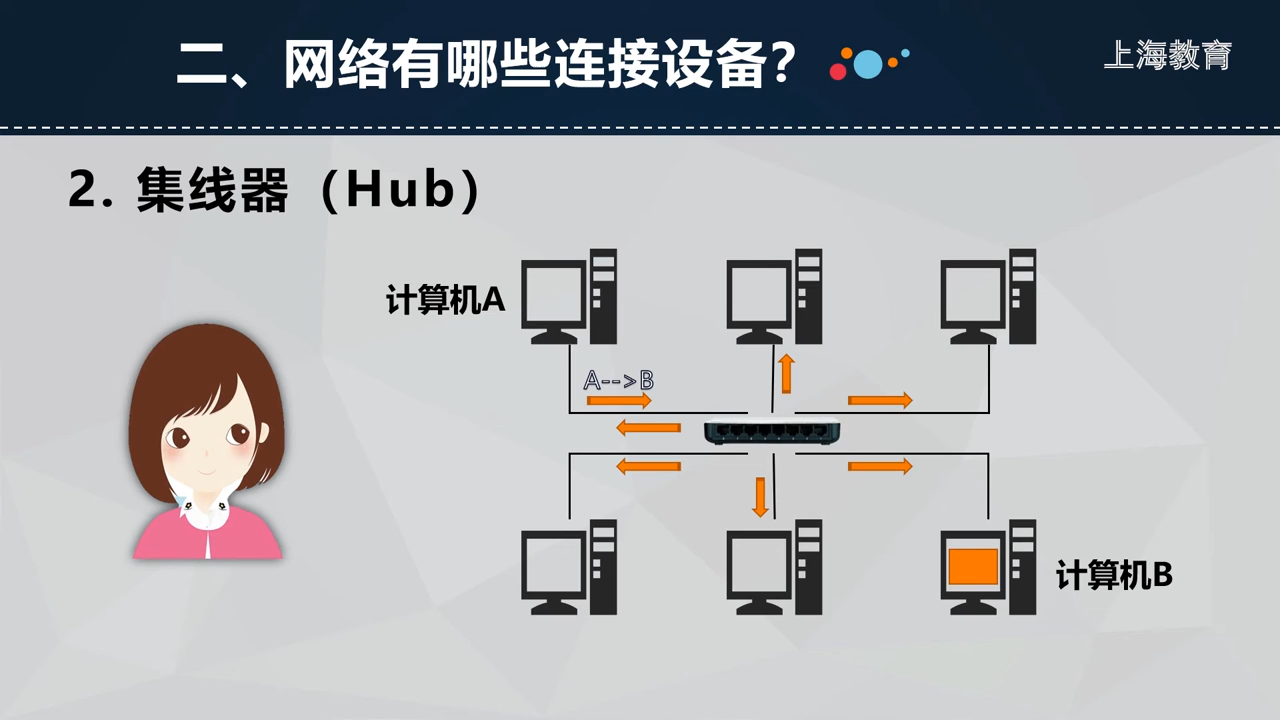 二、网络有哪些连接设备？
上海教育
2. 集线器（Hub）
计算机A
A-->B
计算机B